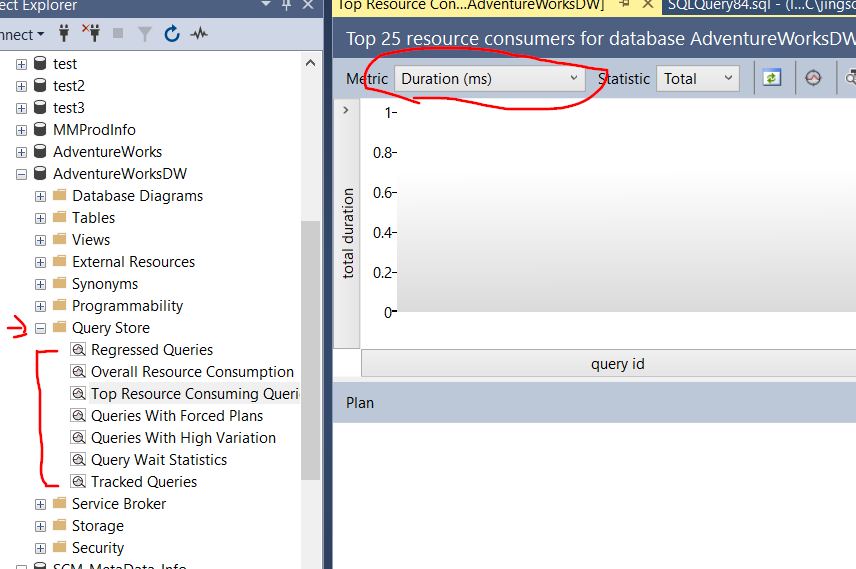 ect Explorer
nnect
test
test2
test3
MMProdInfo
AdventureWorks
AdventureWorksDW
Database Diagrams
Tables
Views
External Resources
Synonyms
Programmability
Query Store
Regressed Queries
Overall Resource Consumption
Top Resource Consuming Queri
Queries With Forced Plans
Queries With High Variation
Query Wait Statistics
Tracked Queries
Service Broker
Storage
Security
SCM_MetaData_Info
Top Resource Con...AdventureWorksDW]
SQLQuery84.sql - (l...C\jingso
Top 25 resource consumers for database AdventureWorksDW
Metric Duration (ms) Statistic Total
1
0.8
0.6
0.4
0.2
0
total duration
query id
Plan